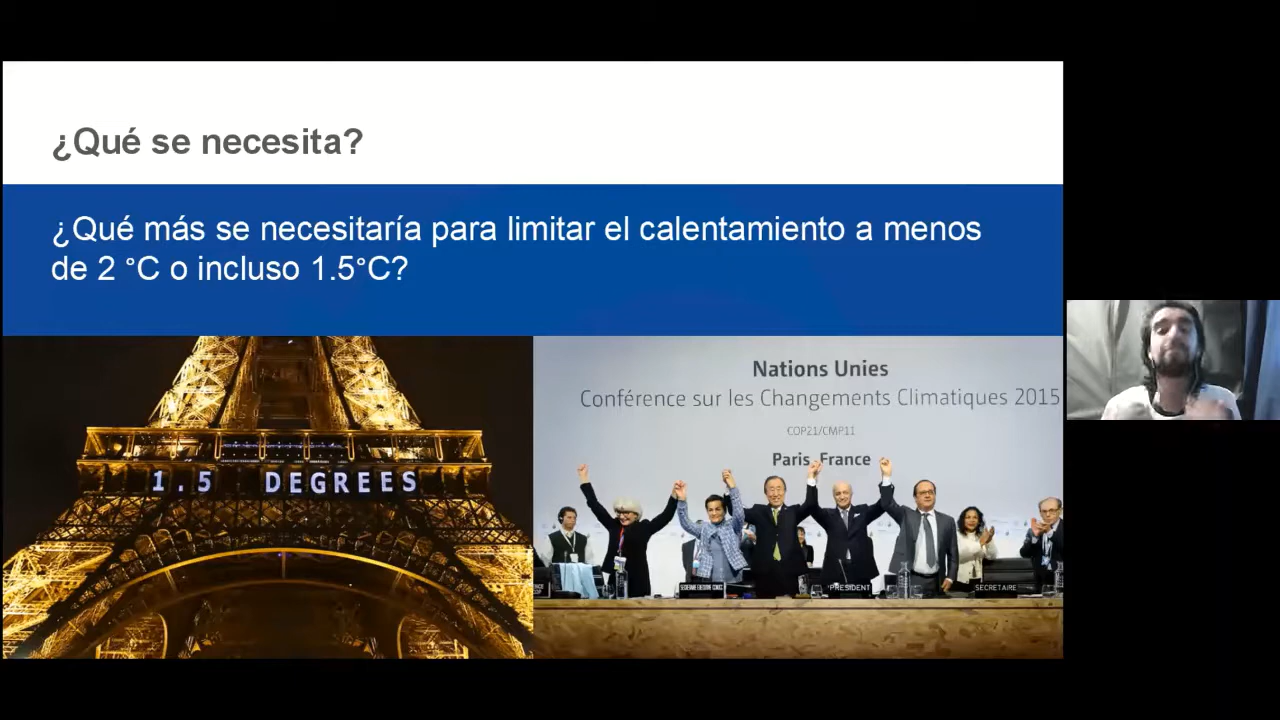 ¿Qué se necesita?
¿Qué más se necesitaría para limitar el calentamiento a menos
de 2 °C o incluso 1.5°C?
1.5 DEGREES
Nations Unies
Conférence sur les Changements Climatiques 2015
COP21/CMP11
Paris, France
PRESIDENT
SECRETAIRE